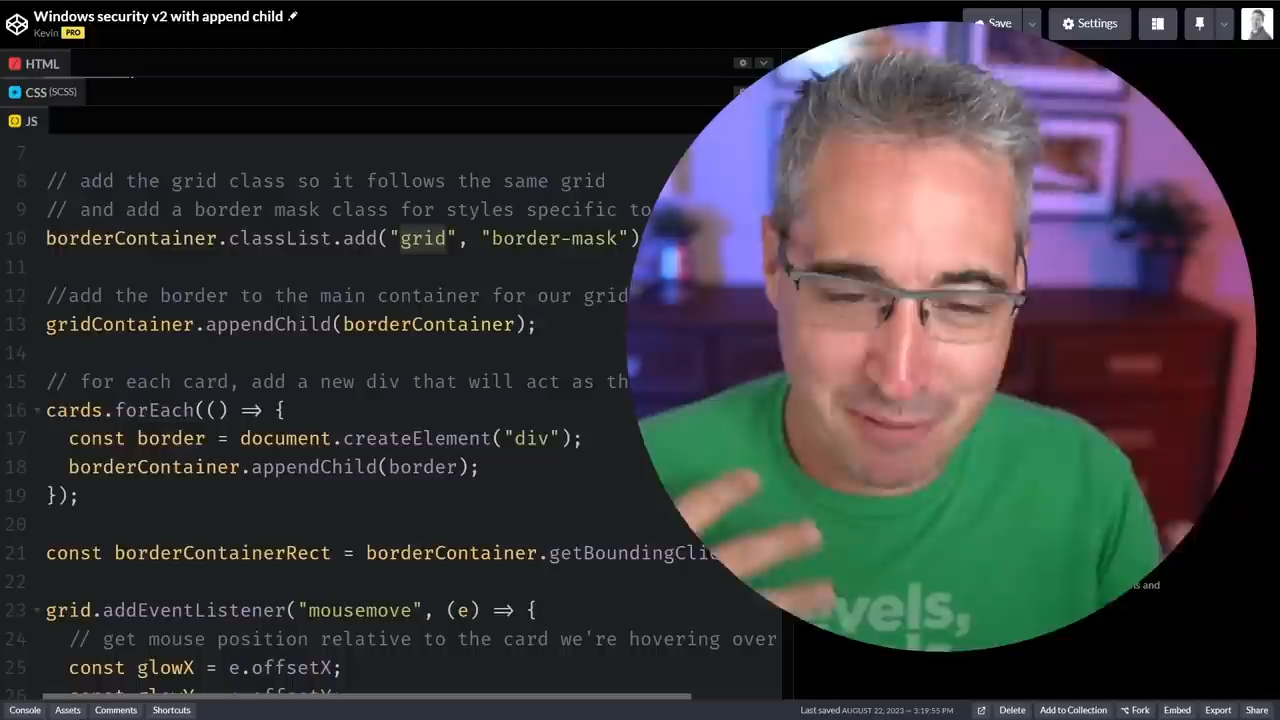 Windows security v2 with append child
Kevin PRO
Save
Settings
HTML
CSS (SCSS)
JS
7
8 // add the grid class so it follows the same grid
9 // and add a border mask class for styles specific to
10 borderContainer.classList.add("grid", "border-mask")
11
12 //add the border to the main container for our grid
13 gridContainer.appendChild(borderContainer);
14
15 // for each card, add a new div that will act as th
16 cards.forEach(() => {
17 const border = document.createElement("div");
18 borderContainer.appendChild(border);
19 });
20
21 const borderContainerRect = borderContainer.getBoundingClie
22
23 grid.addEventListener("mousemove", (e) => {
24 // get mouse position relative to the card we're hovering over
25 const glowX = e.offsetX;
s and
evels,
Console Assets Comments Shortcuts Last saved AUGUST 22, 2023 — 3:19:55 PM Delete Add to Collection Fork Embed Export Share